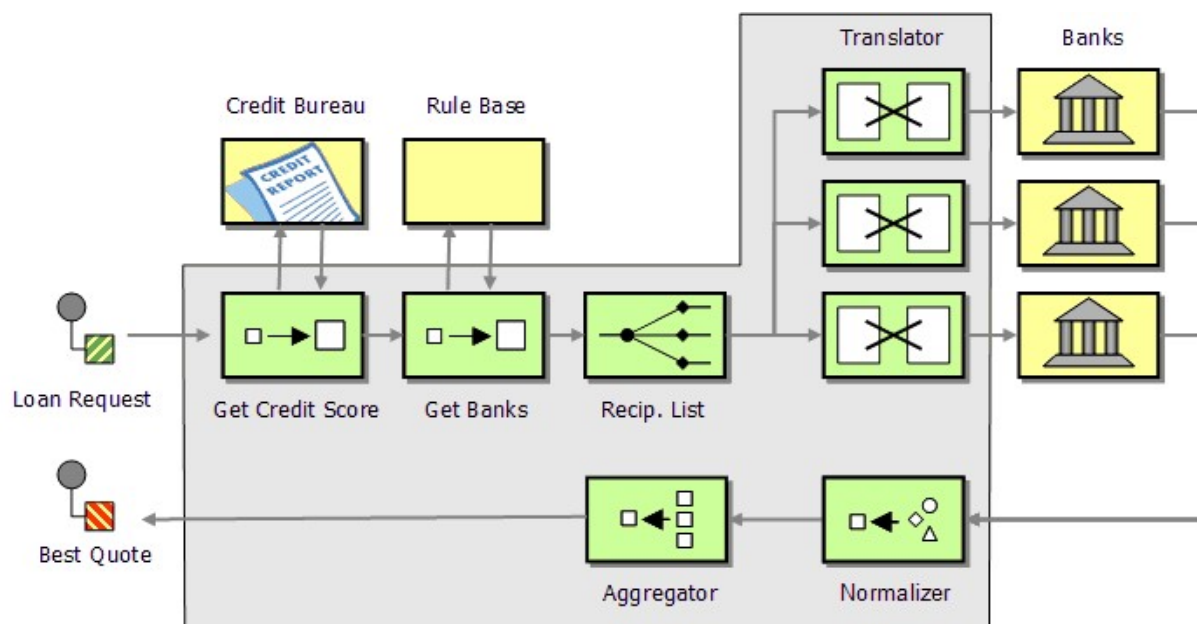 Translator
Banks
Credit Bureau
Rule Base
CREDIT
REPORT
Loan Request
Get Credit Score
Get Banks
Recip. List
Best Quote
Aggregator
Normalizer